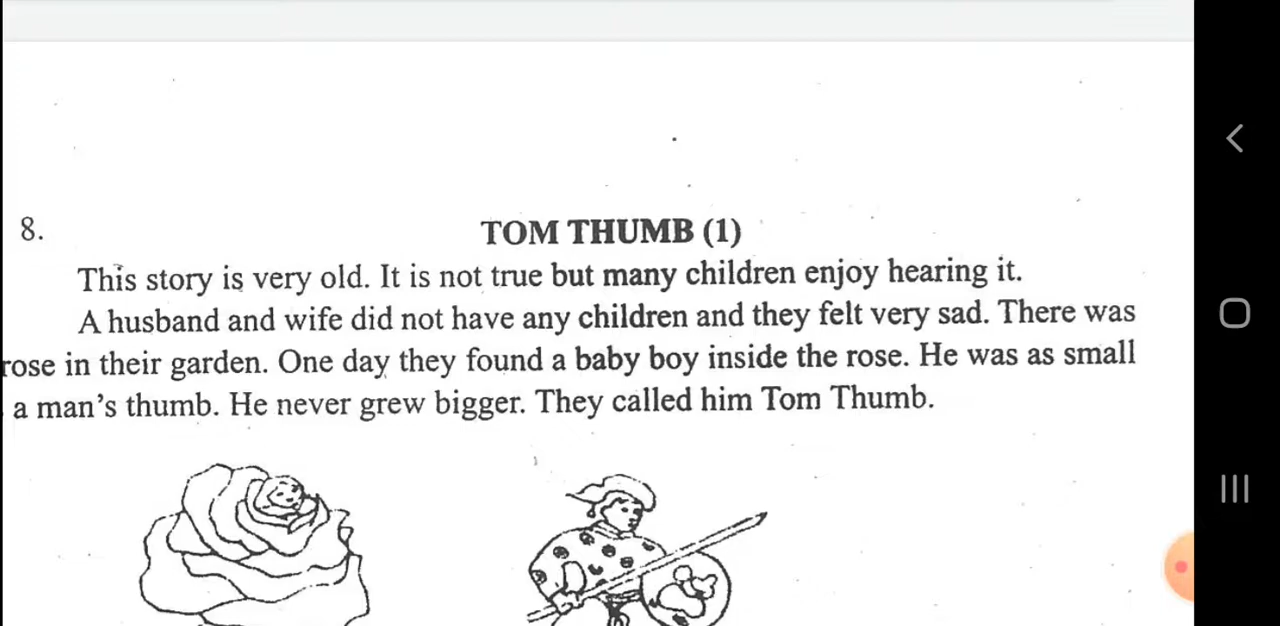 8.
TOM THUMB (1)
This story is very old. It is not true but many children enjoy hearing it.
A husband and wife did not have any children and they felt very sad. There was
rose in their garden. One day they found a baby boy inside the rose. He was as small
a man's thumb. He never grew bigger. They called him Tom Thumb.